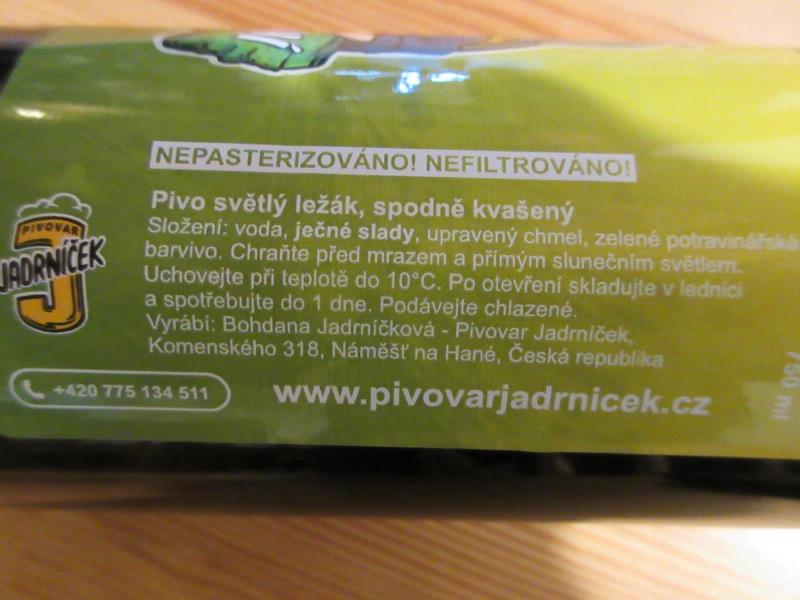 NEPASTERIZOVÁNO! NEFILTROVÁNO!
Pivo světlý ležák, spodně kvašený
Složení: voda, ječné slady, upravený chmel, zelené potravinářské
barvivo. Chraňte před mrazem a přímým slunečním světlem.
Uchovejte při teplotě do 10°C. Po otevření skladujte v lednici
a spotřebujte do 1 dne. Podávejte chlazené.
Vyrábí: Bohdana Jadrníčková - Pivovar Jadrníček,
Komenského 318, Náměšť na Hané, Česká republika
PIVOVAR
JADRNÍČEK
+420 775 134 511
www.pivovarjadrnicek.cz
750 ml